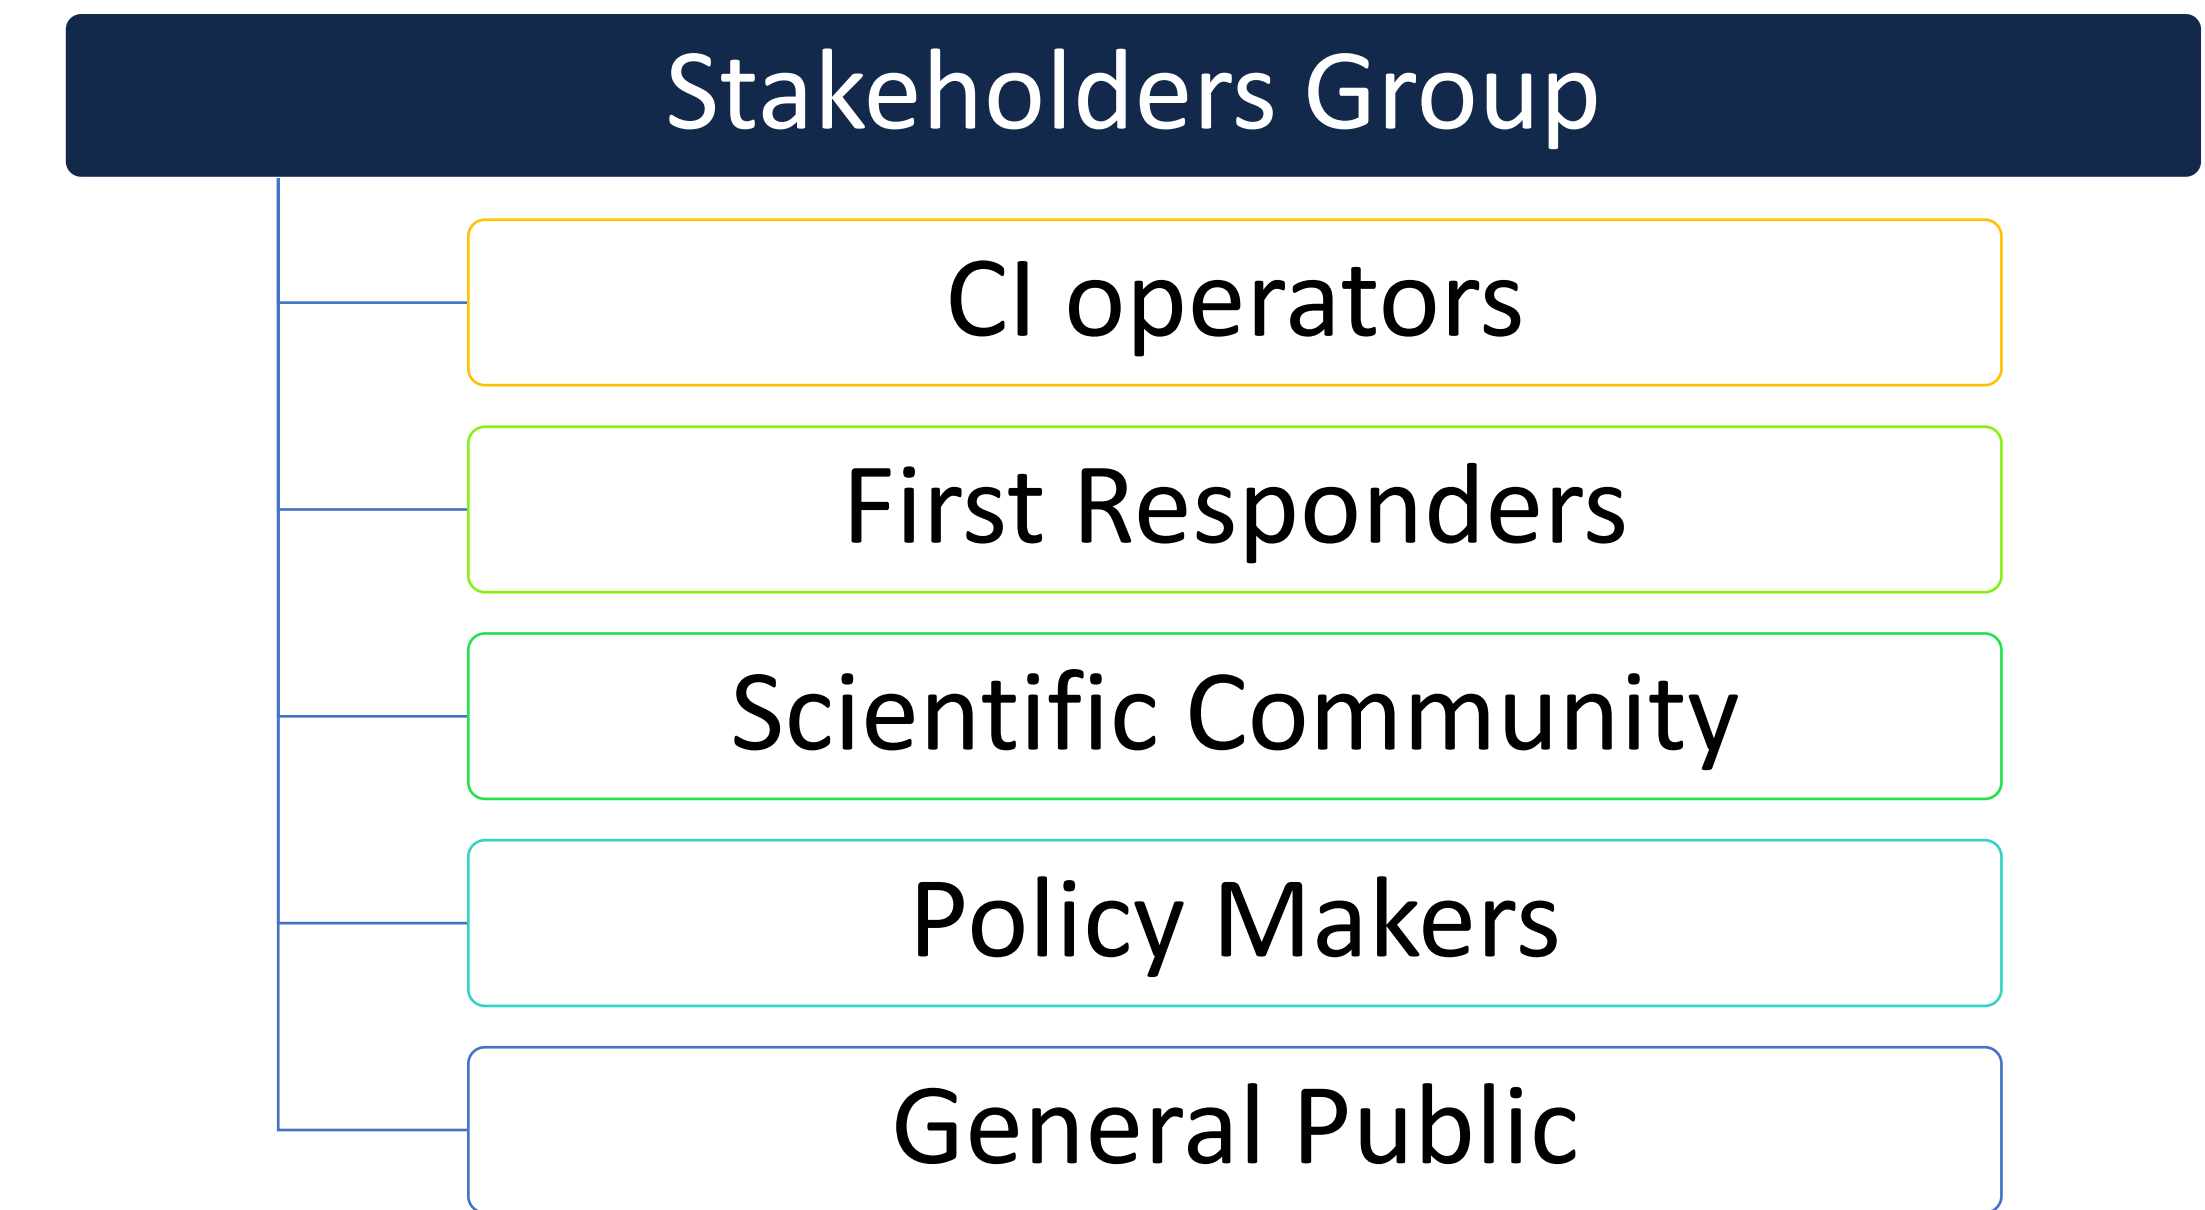 Stakeholders Group
CI operators
First Responders
Scientific Community
Policy Makers
General Public